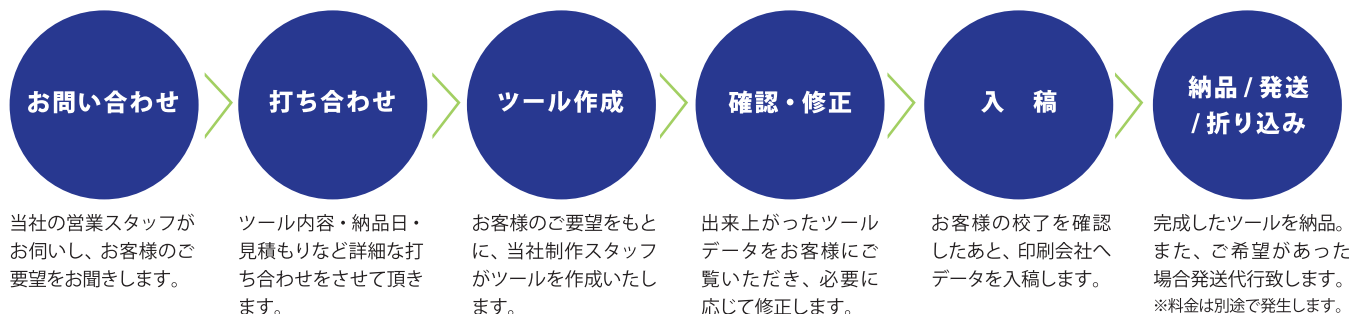 お問い合わせ
打ち合わせ
ツール作成
確認・修正
入　稿
納品 / 発送
/ 折り込み
当社の営業スタッフが
お伺いし、お客様のご
要望をお聞きします。
ツール内容・納品日・
見積もりなど詳細な打
ち合わせをさせて頂き
ます。
お客様のご要望をもと
に、当社制作スタッフ
がツールを作成いたし
ます。
出来上がったツール
データをお客様にご
覧いただき、必要に
応じて修正します。
お客様の校了を確認
したあと、印刷会社へ
データを入稿します。
完成したツールを納品。
また、ご希望があった
場合発送代行致します。
※料金は別途で発生します。